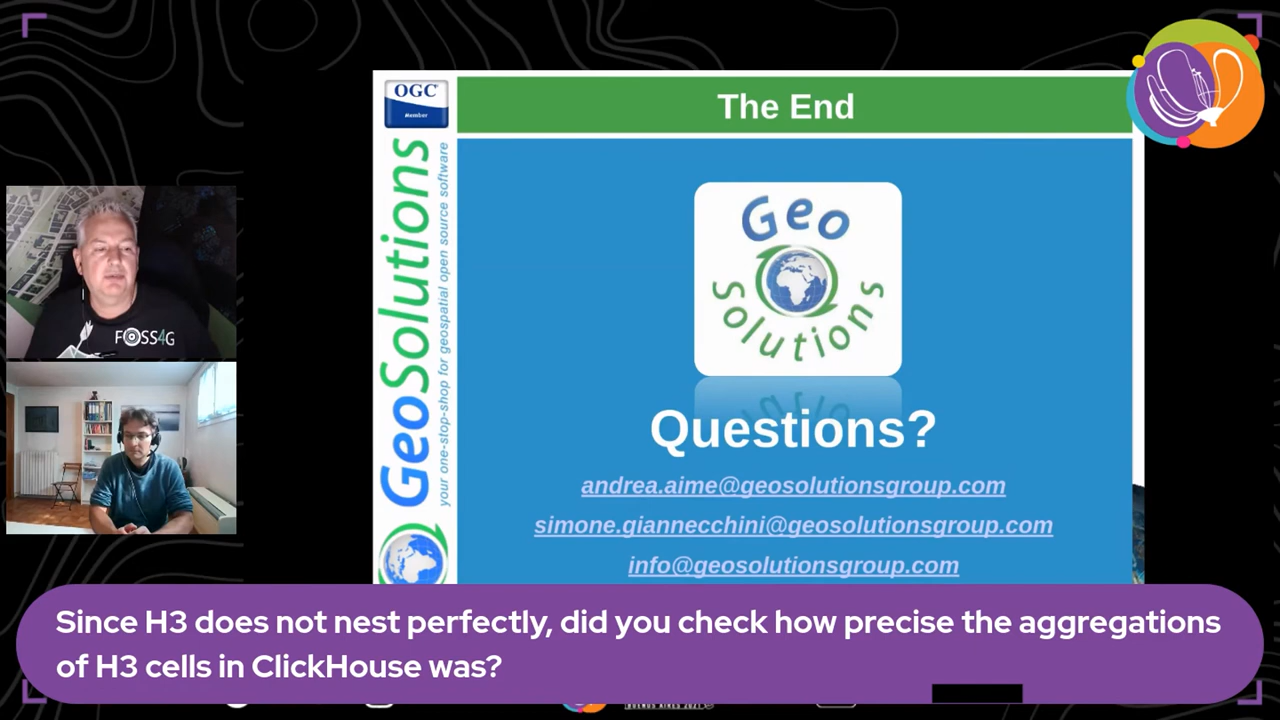 OGC
Member
The End
GeoSolutions
your one-stop-shop for geospatial open source software
Geo
Solutions
Questions?
andrea.aime@geosolutionsgroup.com
simone.giannecchini@geosolutionsgroup.com
info@geosolutionsgroup.com
FOSS4G
Since H3 does not nest perfectly, did you check how precise the aggregations
of H3 cells in ClickHouse was?